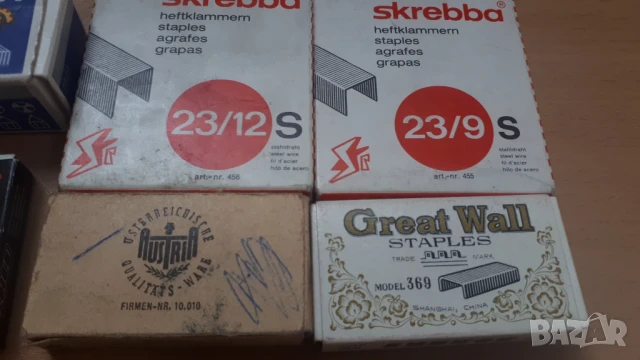 skrebba
heftklammern
staples
agrafes
grapas
23/12 S
stahldraht
steel wire
fil d'acier
hilo de acero
art.-nr. 456
skrebba®
heftklammern
staples
agrafes
grapas
23/9 S
stahldraht
steel wire
fil d'acier
hilo de acero
art.-nr. 455
ÖSTERREICHISCHE
AUSTRIA
QUALITÄTS-WARE
FIRMEN-NR. 10.010
Great Wall
STAPLES
TRADE MARK
MODEL 369
SHANGHAI, CHINA
bazar.bg